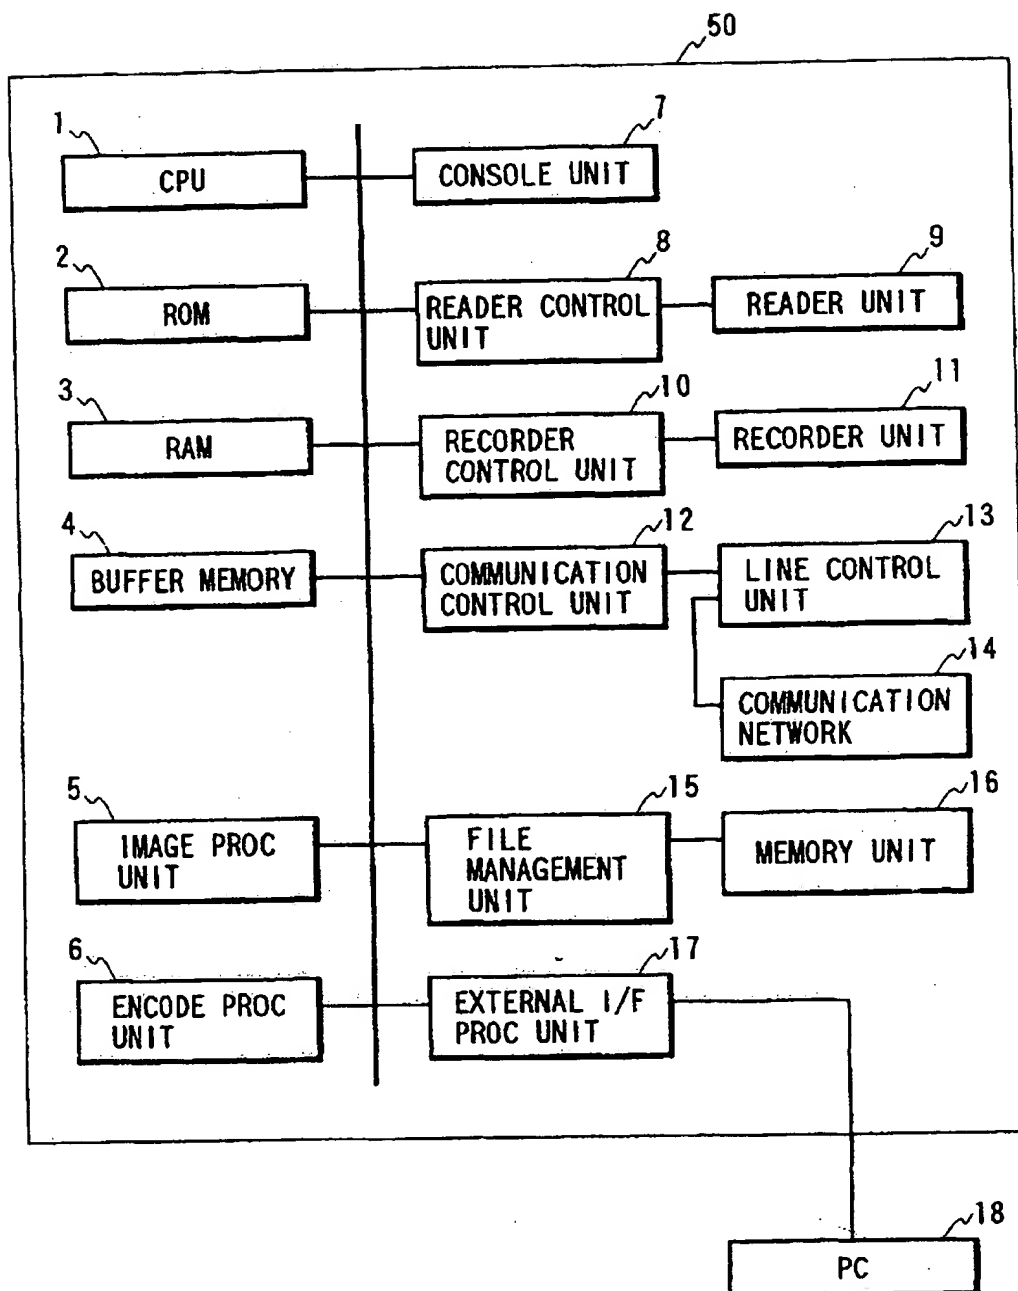 50
1
CPU
7
CONSOLE UNIT
2
ROM
8
READER CONTROL
UNIT
9
READER UNIT
3
RAM
10
RECORDER
CONTROL UNIT
11
RECORDER UNIT
4
BUFFER MEMORY
12
COMMUNICATION
CONTROL UNIT
13
LINE CONTROL
UNIT
14
COMMUNICATION
NETWORK
5
IMAGE PROC
UNIT
15
FILE
MANAGEMENT
UNIT
16
MEMORY UNIT
6
ENCODE PROC
UNIT
17
EXTERNAL I/F
PROC UNIT
18
PC